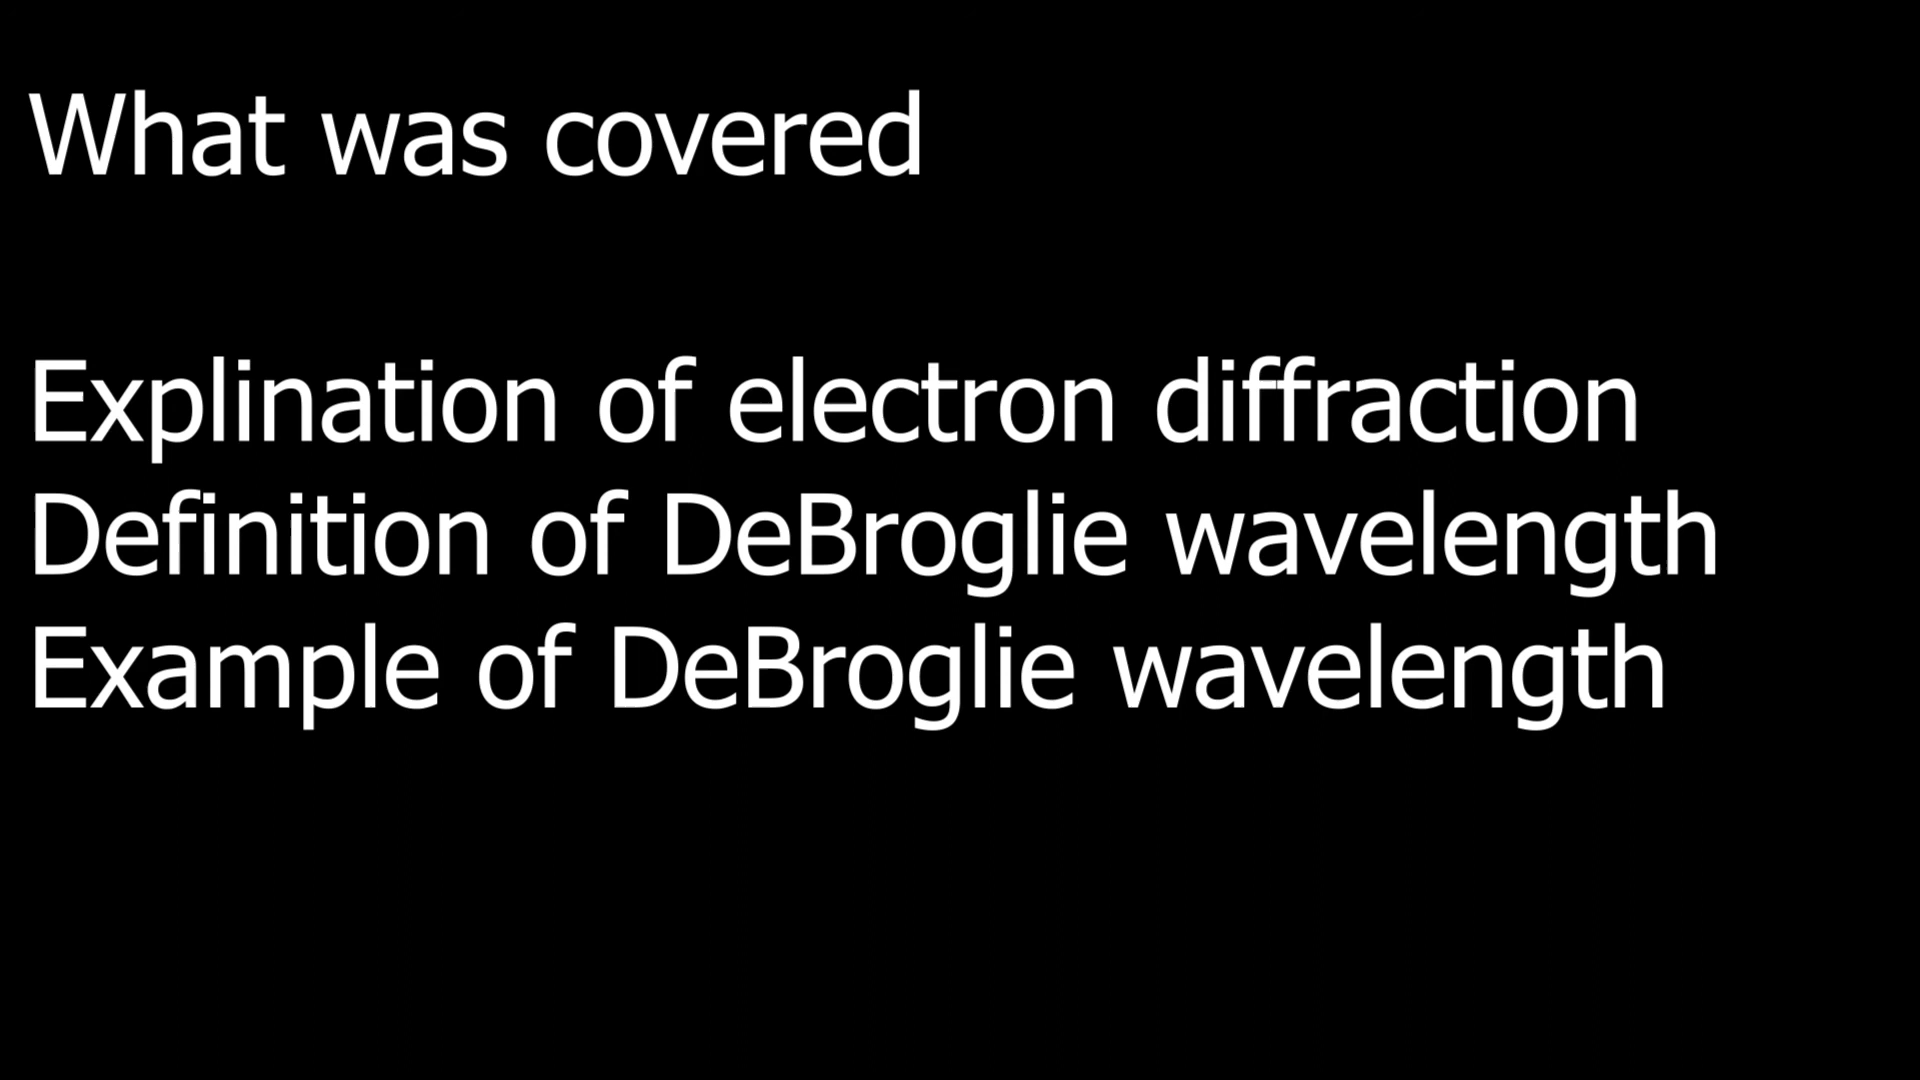 What was covered
Explination of electron diffraction
Definition of DeBroglie wavelength
Example of DeBroglie wavelength